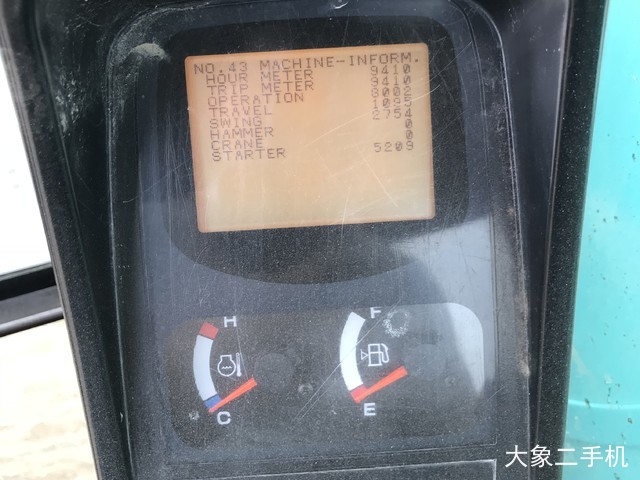 NO.43 MACHINE-INFORM.
HOUR METER 9410
TRIP METER 9410
OPERATION 8002
TRAVEL 1095
SWING 2754
HAMMER 0
CRANE 0
STARTER 5209
H
F
C
E
大象二手机